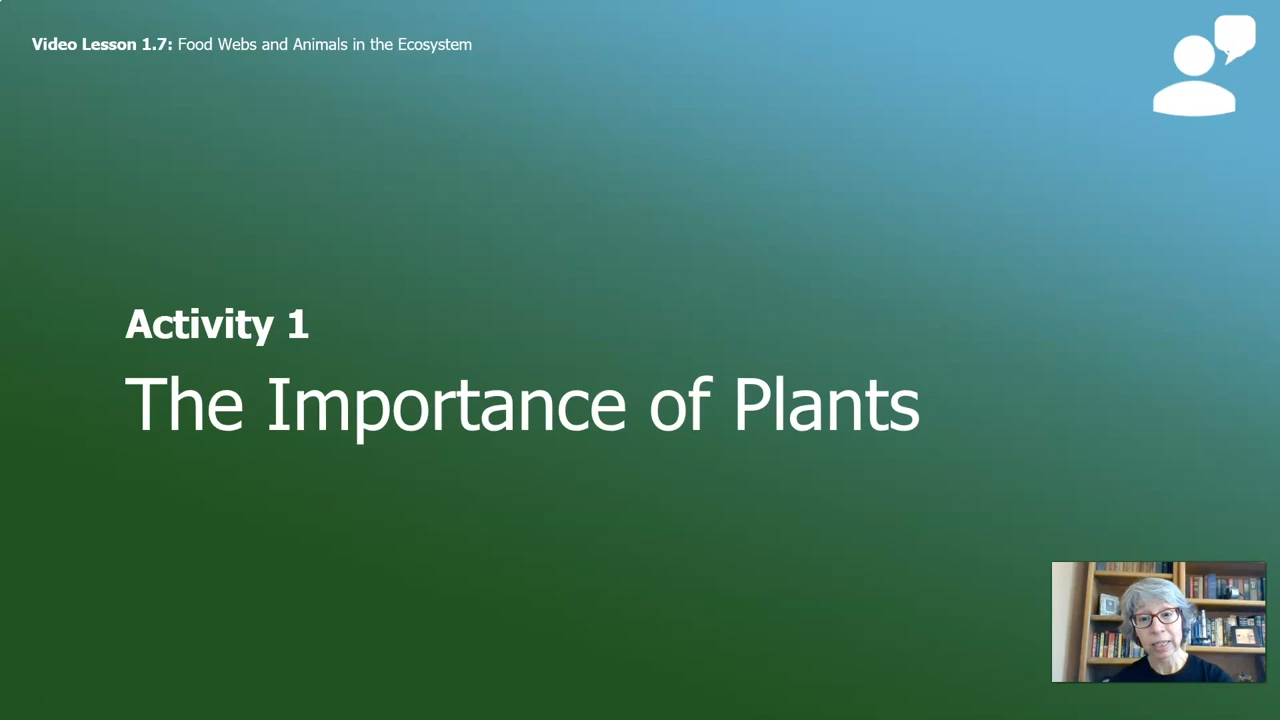 Video Lesson 1.7: Food Webs and Animals in the Ecosystem
Activity 1
The Importance of Plants